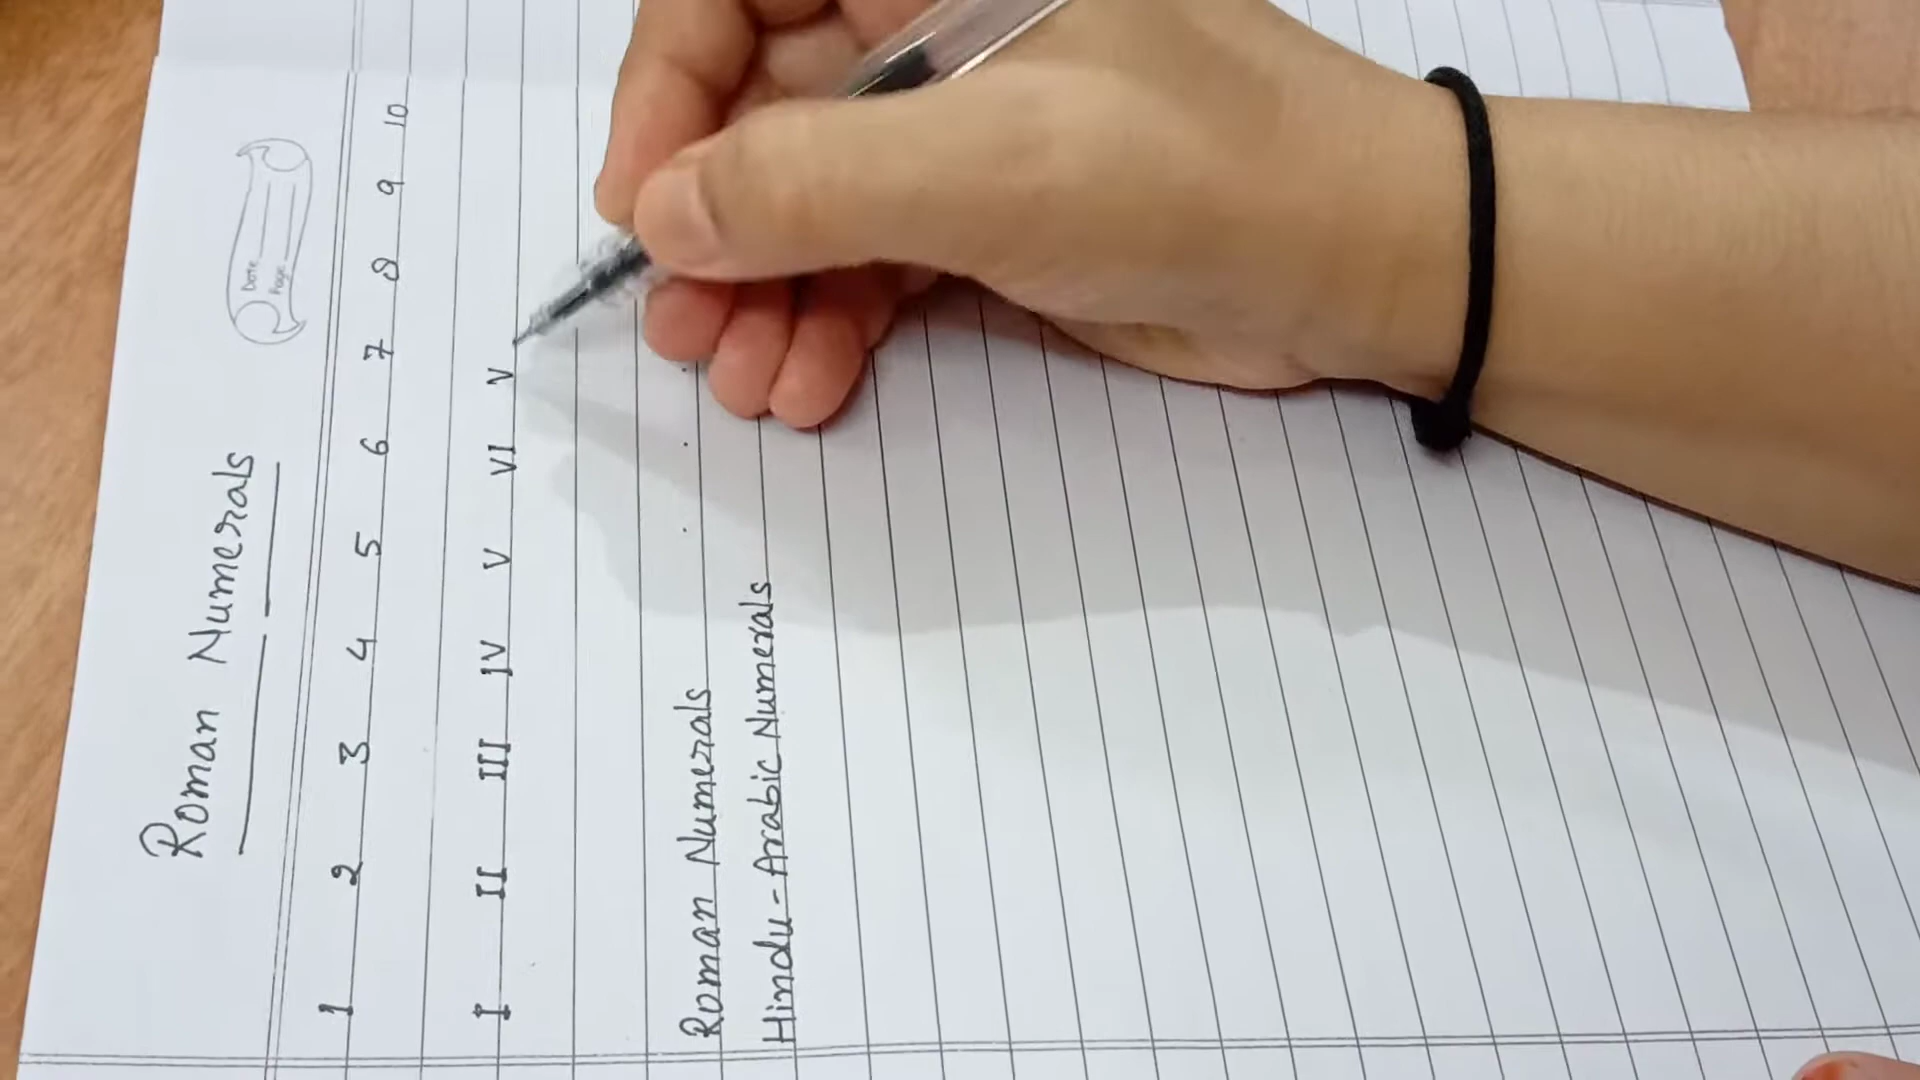 Date
Page
Roman Numerals
1 2 3 4 5 6 7 8 9 10
I II III IV V VI V
Roman Numerals
Hindu-Arabic Numerals